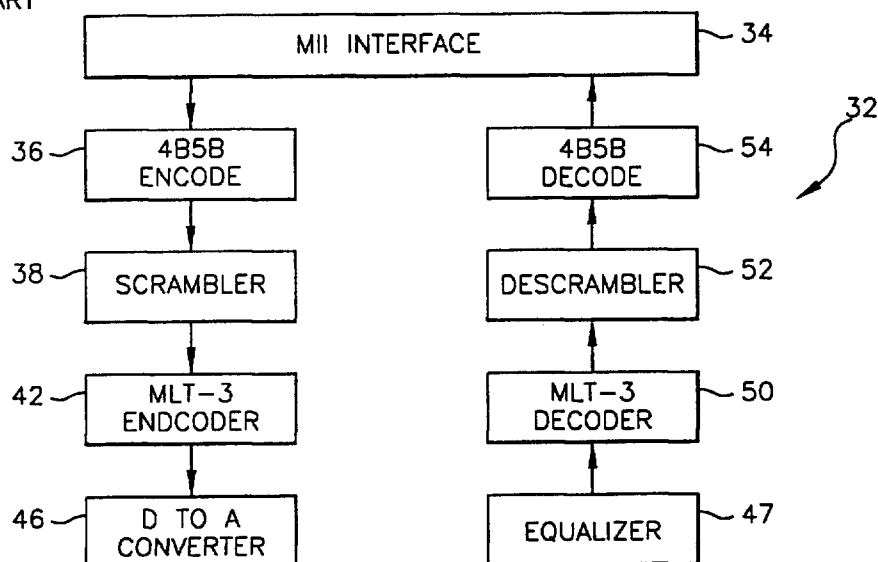 ART
MII INTERFACE
34
32
36
4B5B
ENCODE
4B5B
DECODE
54
38
SCRAMBLER
DESCRAMBLER
52
42
MLT-3
ENDCODER
MLT-3
DECODER
50
46
D TO A
CONVERTER
EQUALIZER
47